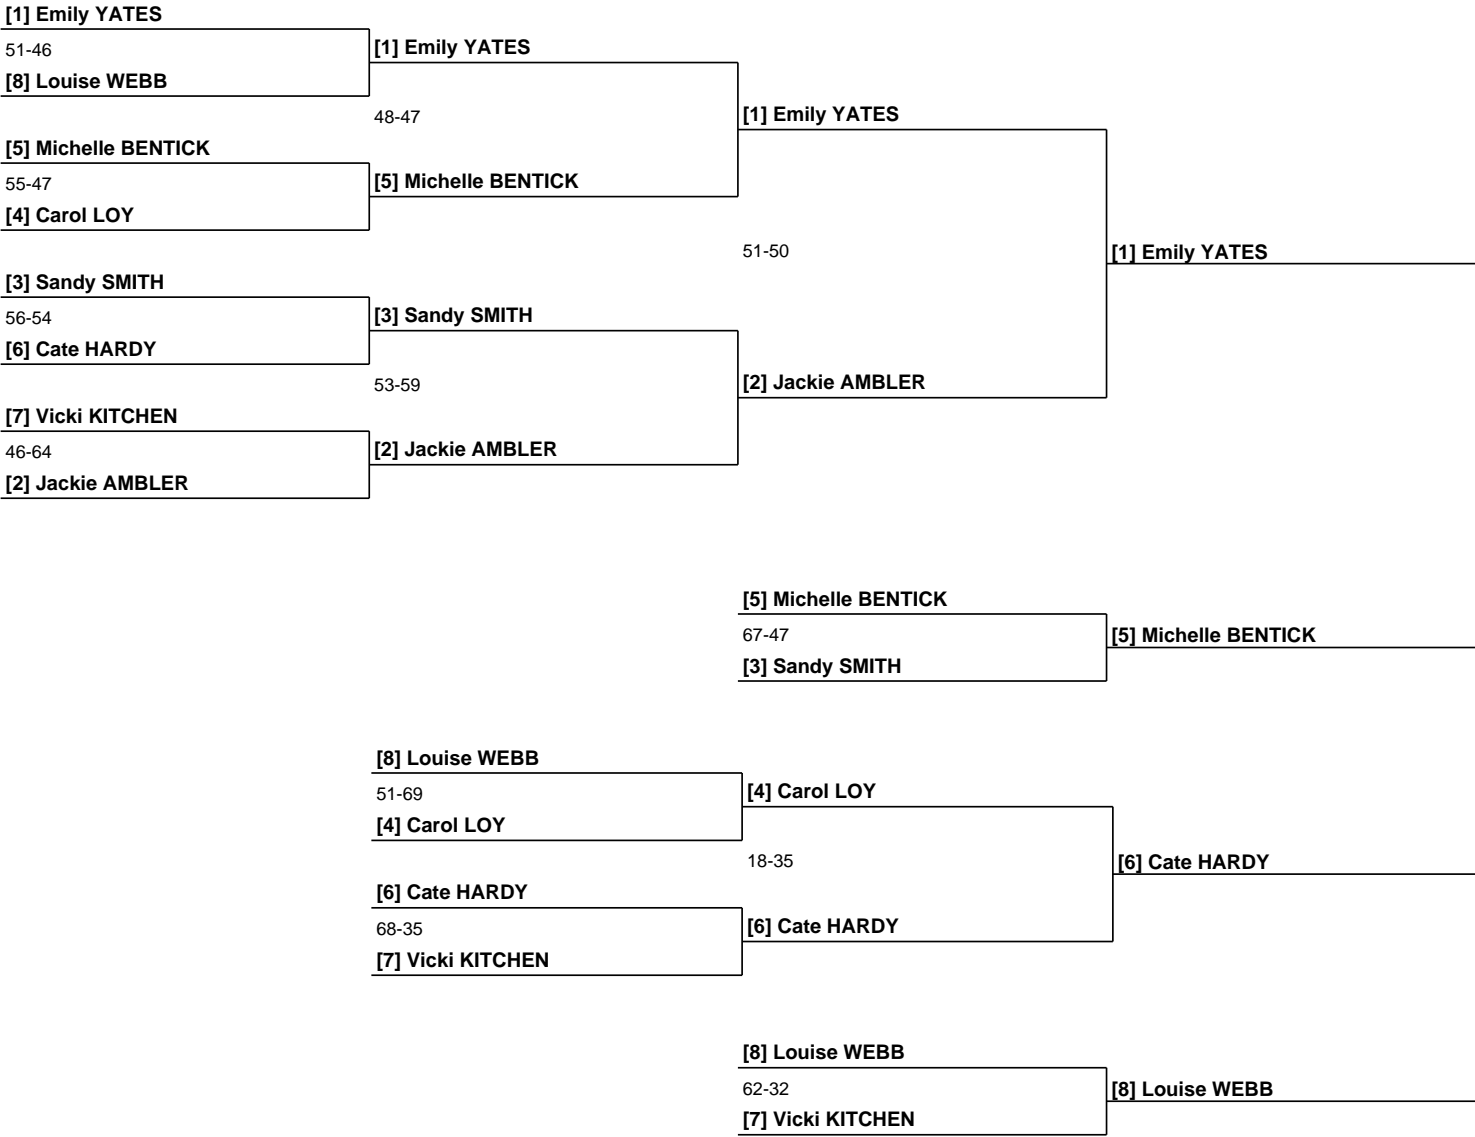 [1] Emily YATES
51-46
[8] Louise WEBB
[1] Emily YATES
48-47
[5] Michelle BENTICK
55-47
[4] Carol LOY
[5] Michelle BENTICK
[1] Emily YATES
51-50
[1] Emily YATES
[3] Sandy SMITH
56-54
[6] Cate HARDY
[3] Sandy SMITH
53-59
[2] Jackie AMBLER
[7] Vicki KITCHEN
46-64
[2] Jackie AMBLER
[2] Jackie AMBLER
[5] Michelle BENTICK
67-47
[3] Sandy SMITH
[5] Michelle BENTICK
[8] Louise WEBB
51-69
[4] Carol LOY
[4] Carol LOY
18-35
[6] Cate HARDY
[6] Cate HARDY
68-35
[7] Vicki KITCHEN
[6] Cate HARDY
[8] Louise WEBB
62-32
[7] Vicki KITCHEN
[8] Louise WEBB